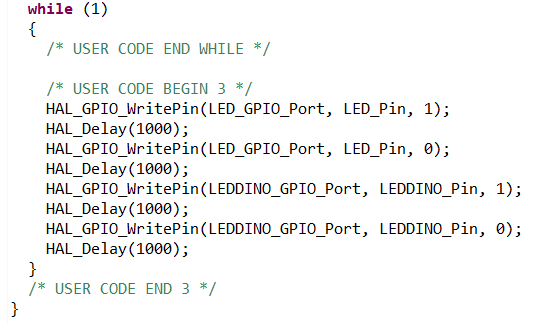 while (1)
{
/* USER CODE END WHILE */
/* USER CODE BEGIN 3 */
HAL_GPIO_WritePin(LED_GPIO_Port, LED_Pin, 1);
HAL_Delay(1000);
HAL_GPIO_WritePin(LED_GPIO_Port, LED_Pin, 0);
HAL_Delay(1000);
HAL_GPIO_WritePin(LEDDINO_GPIO_Port, LEDDINO_Pin, 1);
HAL_Delay(1000);
HAL_GPIO_WritePin(LEDDINO_GPIO_Port, LEDDINO_Pin, 0);
HAL_Delay(1000);
}
/* USER CODE END 3 */
}